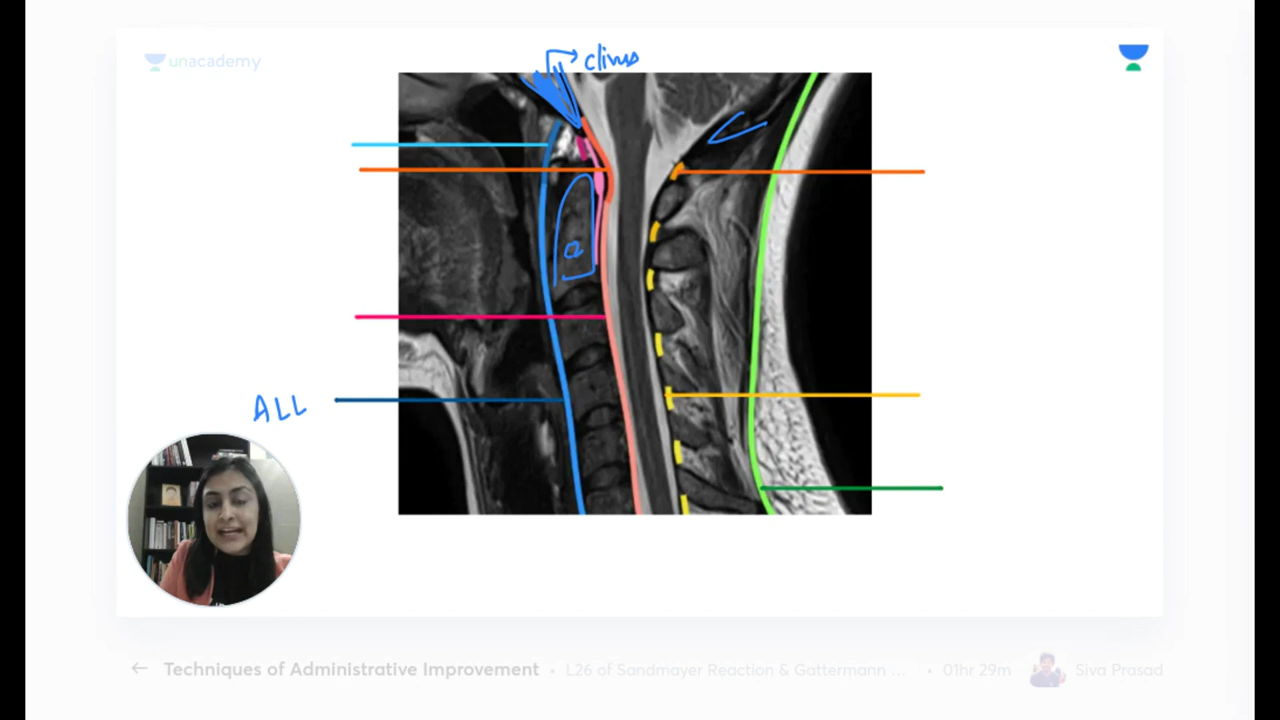 unacademy
clivus
ALL
a
Techniques of Administrative Improvement • L26 of Sandmayer Reaction & Gattermann ... • 01hr 29m Siva Prasad